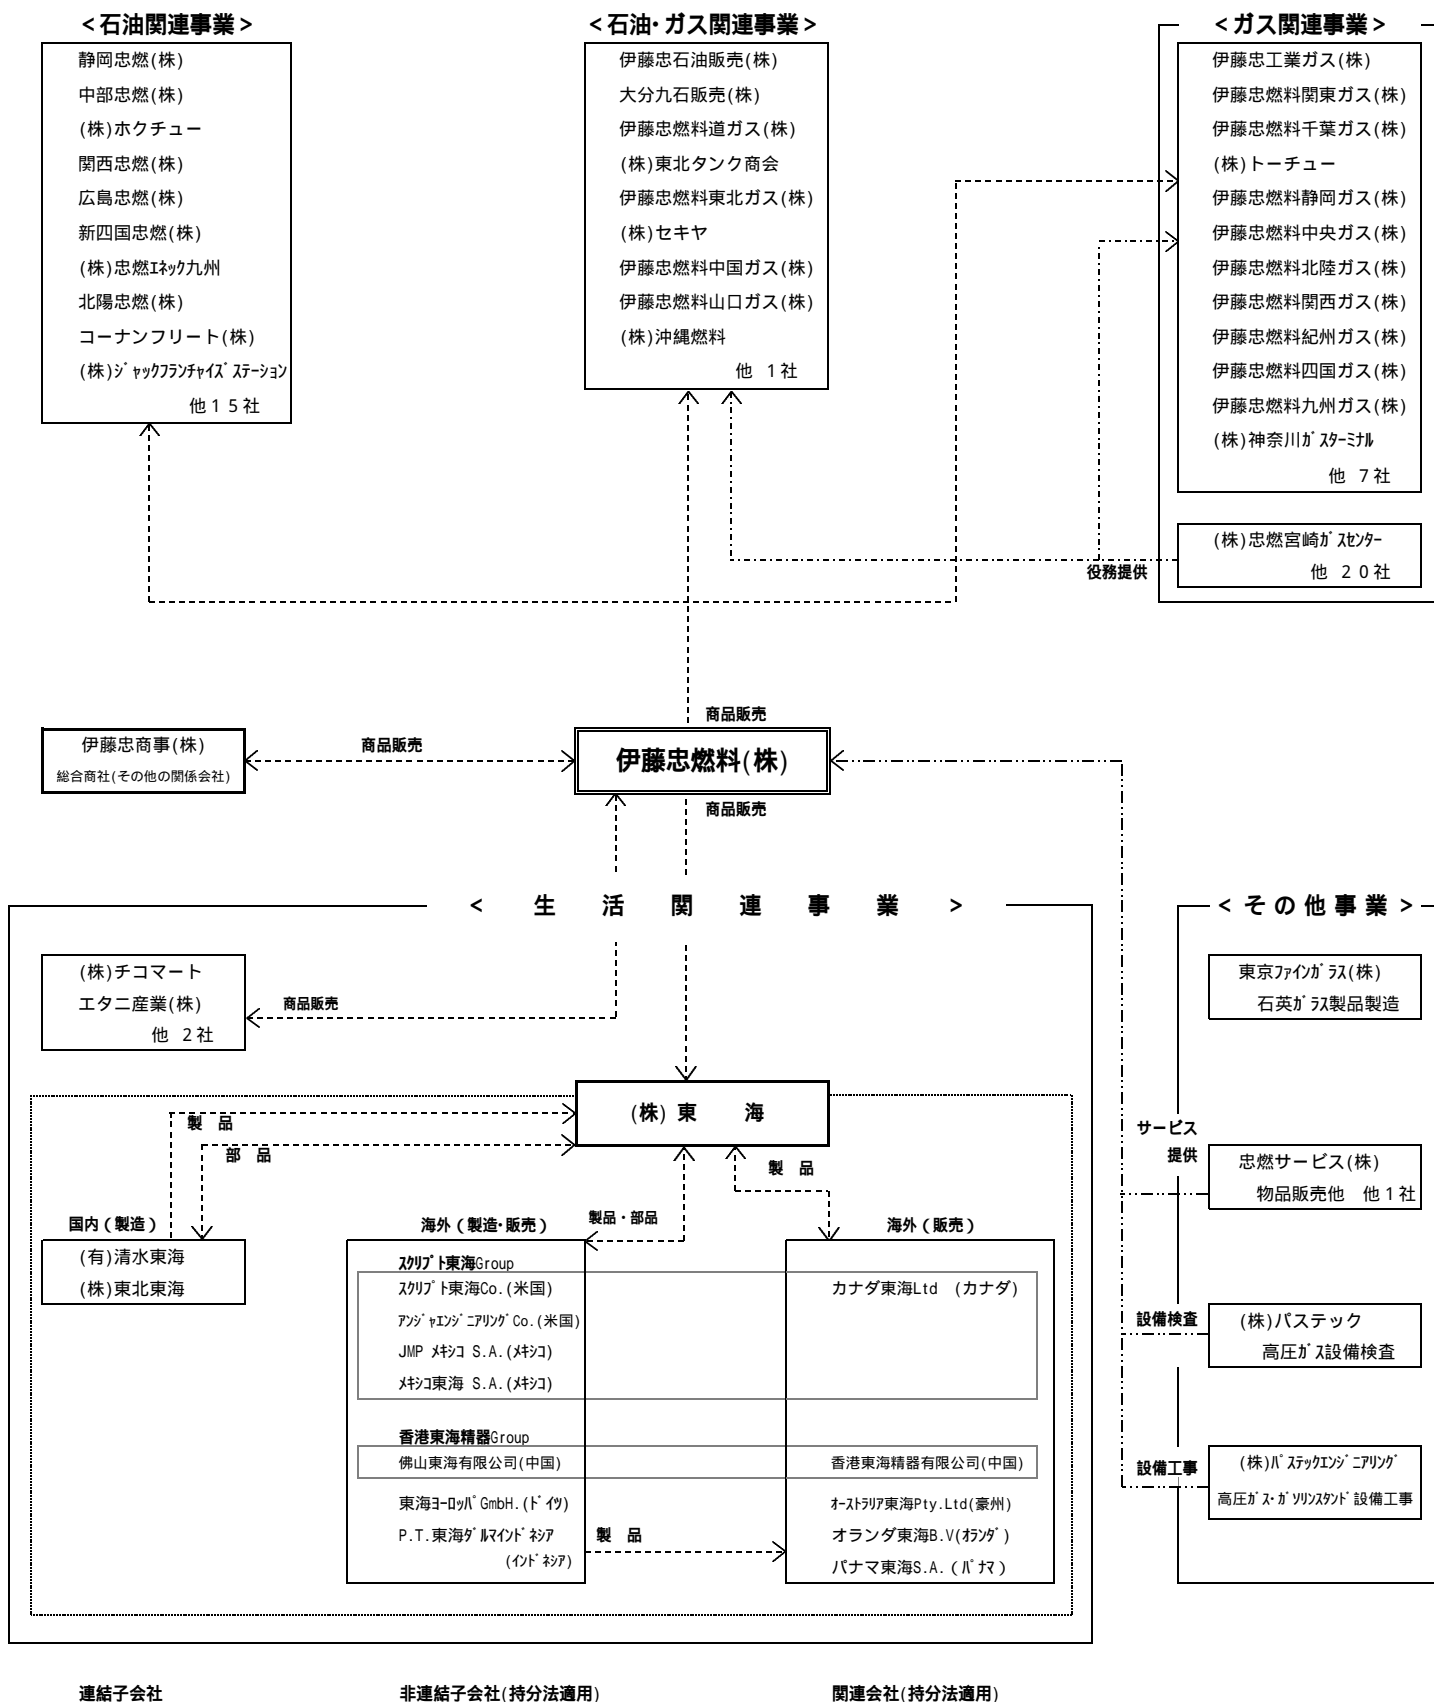 <石油関連事業>
静岡忠燃(株)
中部忠燃(株)
(株)ホクチュー
関西忠燃(株)
広島忠燃(株)
新四国忠燃(株)
(株)忠燃ｴﾈｯｸ九州
北陽忠燃(株)
コーナンフリート(株)
(株)ｼﾞｬｯｸﾌﾗﾝﾁｬｲｽﾞｽﾃｰｼｮﾝ
他15社
<石油･ガス関連事業>
伊藤忠石油販売(株)
大分九石販売(株)
伊藤忠燃料道ガス(株)
(株)東北タンク商会
伊藤忠燃料東北ガス(株)
(株)セキヤ
伊藤忠燃料中国ガス(株)
伊藤忠燃料山口ガス(株)
(株)沖縄燃料
他 1社
<ガス関連事業>
伊藤忠工業ガス(株)
伊藤忠燃料関東ガス(株)
伊藤忠燃料千葉ガス(株)
(株)トーチュー
伊藤忠燃料静岡ガス(株)
伊藤忠燃料中央ガス(株)
伊藤忠燃料北陸ガス(株)
伊藤忠燃料関西ガス(株)
伊藤忠燃料紀州ガス(株)
伊藤忠燃料四国ガス(株)
伊藤忠燃料九州ガス(株)
(株)神奈川ｶﾞｽﾀｰﾐﾅﾙ
他 7社
(株)忠燃宮崎ｶﾞｽｾﾝﾀｰ
他 20社
役務提供
商品販売
伊藤忠商事(株)
総合商社(その他の関係会社)
商品販売
伊藤忠燃料(株)
商品販売
<生活関連事業>
(株)チコマート
エタニ産業(株)
他 2社
商品販売
(株)東 海
製 品
部 品
製 品
国内(製造)
(有)清水東海
(株)東北東海
海外(製造･販売)
製品・部品
海外(販売)
ｽｸﾘﾌﾟﾄ東海Group
ｽｸﾘﾌﾟﾄ東海Co.(米国)
ｱﾝｼﾞｬｴﾝｼﾞﾆｱﾘﾝｸﾞCo.(米国)
JMP ﾒｷｼｺ S.A.(ﾒｷｼｺ)
ﾒｷｼｺ東海 S.A.(ﾒｷｼｺ)
カナダ東海Ltd (カナダ)
香港東海精器Group
佛山東海有限公司(中国)
香港東海精器有限公司(中国)
東海ﾖｰﾛｯﾊﾟGmbH.(ﾄﾞｲﾂ)
P.T.東海ﾀﾞﾙﾏｲﾝﾄﾞﾈｼｱ
(ｲﾝﾄﾞﾈｼｱ)
製 品
ｵｰｽﾄﾗﾘｱ東海Pty.Ltd(豪州)
オランダ東海B.V(ｵﾗﾝﾀﾞ)
パナマ東海S.A.(ﾊﾟﾅﾏ)
<その他事業>
東京ﾌｧｲﾝｶﾞﾗｽ(株)
石英ｶﾞﾗｽ製品製造
サービス
提供
忠燃サービス(株)
物品販売他 他1社
設備検査
(株)パステック
高圧ｶﾞｽ設備検査
設備工事
(株)ﾊﾟｽﾃｯｸｴﾝｼﾞﾆｱﾘﾝｸﾞ
高圧ｶﾞｽ･ｶﾞｿﾘﾝｽﾀﾝﾄﾞ設備工事
連結子会社
非連結子会社(持分法適用)
関連会社(持分法適用)